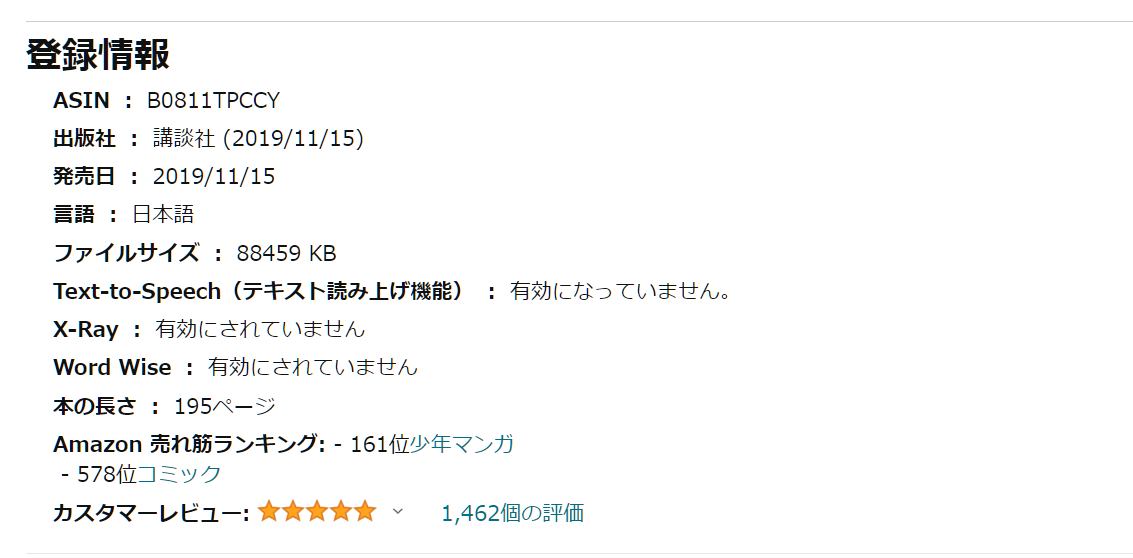 登録情報
ASIN ： B0811TPCCY
出版社 ： 講談社 (2019/11/15)
発売日 ： 2019/11/15
言語 ： 日本語
ファイルサイズ ： 88459 KB
Text-to-Speech（テキスト読み上げ機能） ： 有効になっていません。
X-Ray ： 有効にされていません
Word Wise ： 有効にされていません
本の長さ ： 195ページ
Amazon 売れ筋ランキング: - 161位少年マンガ
- 578位コミック
カスタマーレビュー: 1,462個の評価